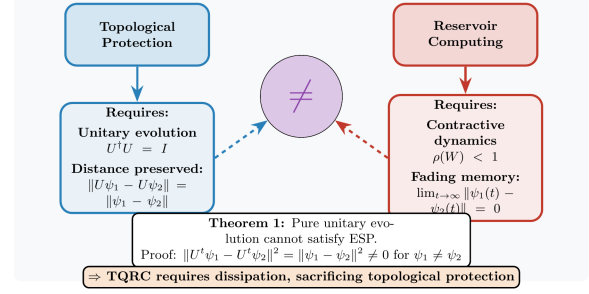 Topological
Protection
Reservoir
Computing
≠
Requires:
Unitary evolution
U†U = I
Distance preserved:
‖Uψ₁ − Uψ₂‖ =
‖ψ₁ − ψ₂‖
Requires:
Contractive
dynamics
ρ(W) < 1
Fading memory:
lim_{t→∞} ‖ψ₁(t) −
ψ₂(t)‖ = 0
Theorem 1: Pure unitary evo-
lution cannot satisfy ESP.
Proof: ‖Uᵗψ₁ − Uᵗψ₂‖² = ‖ψ₁ − ψ₂‖² ≠ 0 for ψ₁ ≠ ψ₂
⇒ TQRC requires dissipation, sacrificing topological protection